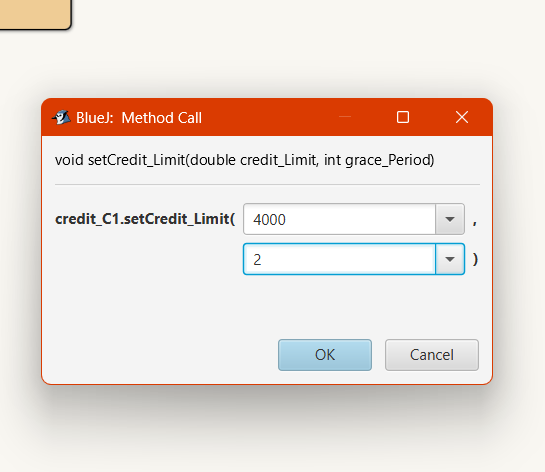 BlueJ: Method Call
void setCredit_Limit(double credit_Limit, int grace_Period)
credit_C1.setCredit_Limit( 4000 ,
2 )
OK Cancel